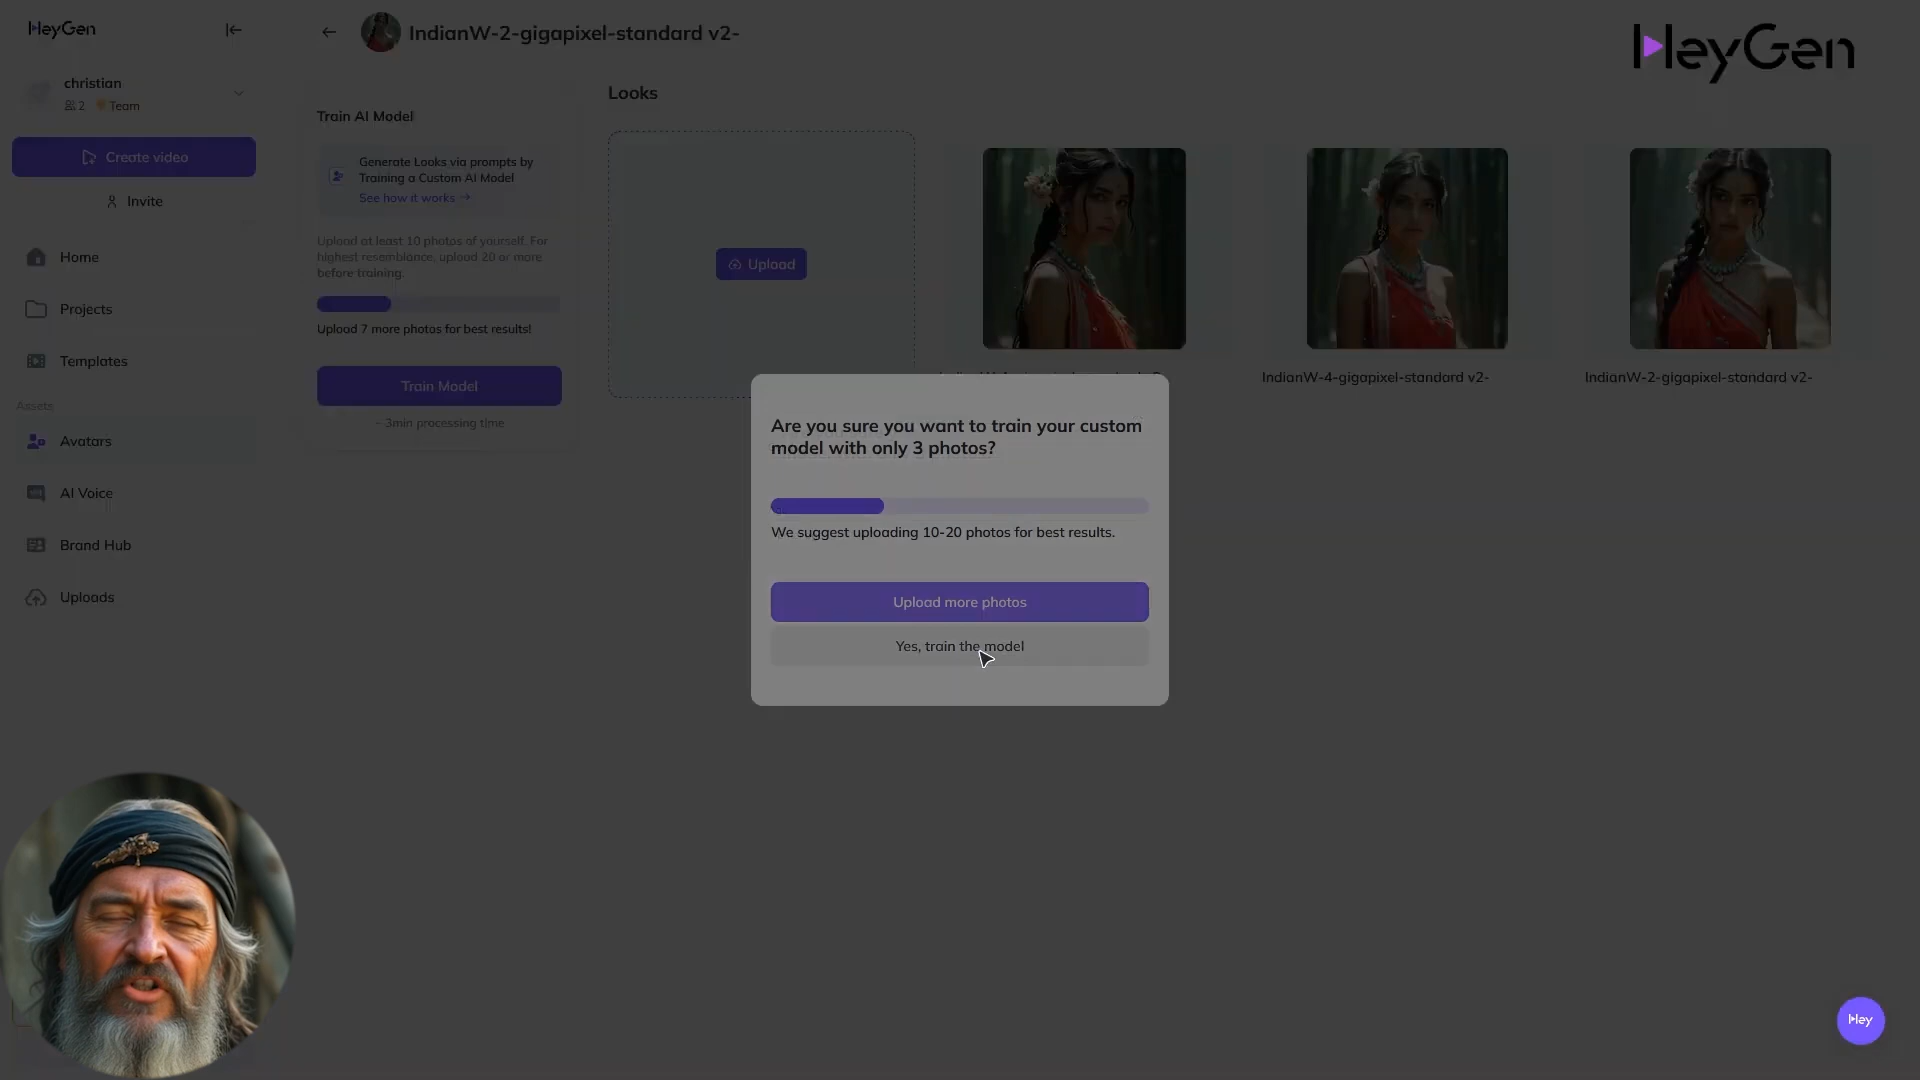 HeyGen
christian
2 Team
Create video
Invite
Home
Projects
Templates
Assets
Avatars
AI Voice
Brand Hub
Uploads
IndianW-2-gigapixel-standard v2-
HeyGen
Train AI Model
Generate Looks via prompts by
Training a Custom AI Model
See how it works →
Upload at least 10 photos of yourself. For
highest resemblance, upload 20 or more
before training.
Upload 7 more photos for best results!
Train Model
~ 3min processing time
Looks
Upload
IndianW-4-gigapixel-standard v2-
IndianW-2-gigapixel-standard v2-
Are you sure you want to train your custom
model with only 3 photos?
We suggest uploading 10-20 photos for best results.
Upload more photos
Yes, train the model
Hey